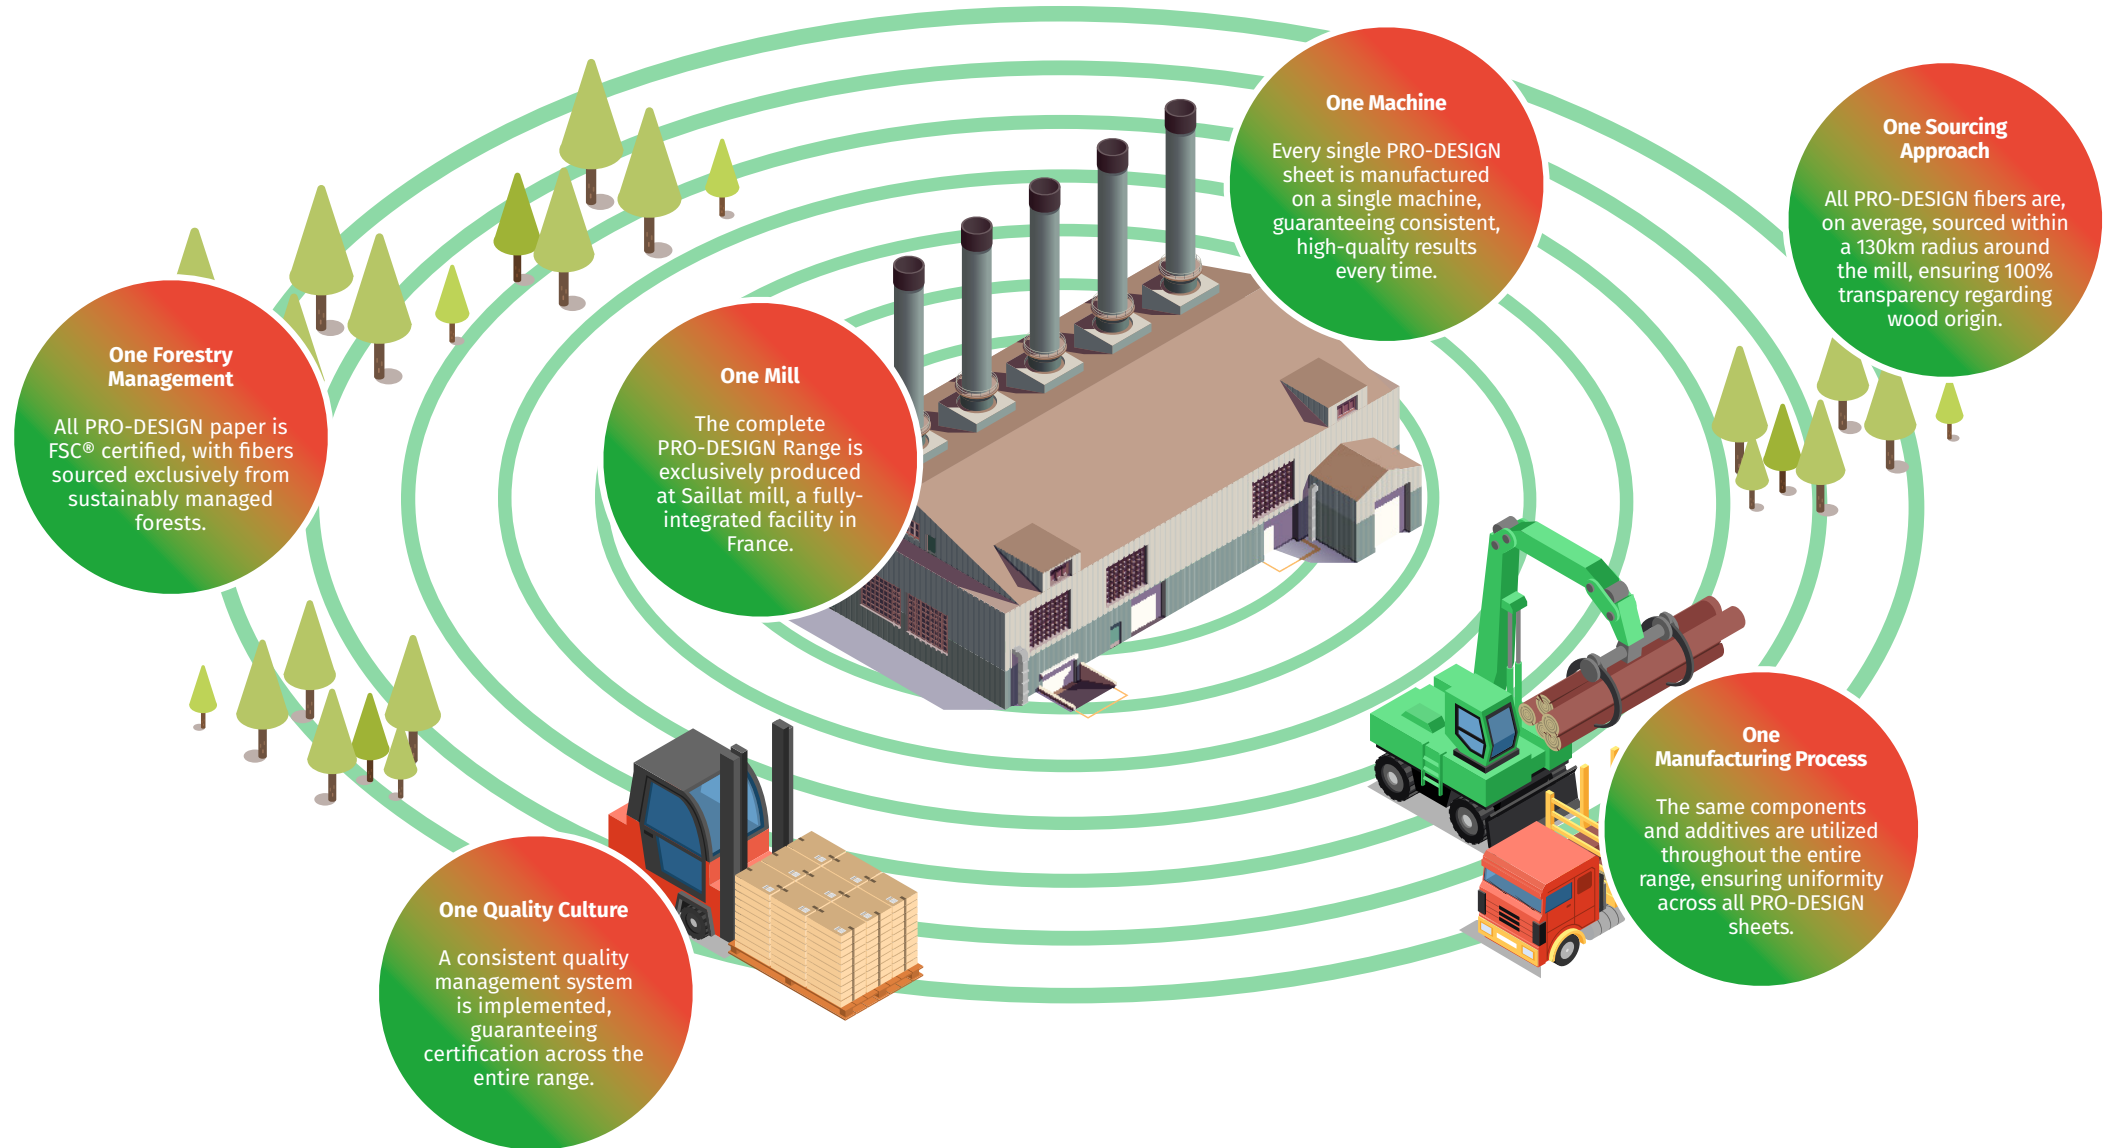 One Machine
Every single PRO-DESIGN
sheet is manufactured
on a single machine,
guaranteeing consistent,
high-quality results
every time.
One Sourcing
Approach
All PRO-DESIGN fibers are,
on average, sourced within
a 130km radius around
the mill, ensuring 100%
transparency regarding
wood origin.
One Forestry
Management
All PRO-DESIGN paper is
FSC® certified, with fibers
sourced exclusively from
sustainably managed
forests.
One Mill
The complete
PRO-DESIGN Range is
exclusively produced
at Saillat mill, a fully-
integrated facility in
France.
One
Manufacturing Process
The same components
and additives are utilized
throughout the entire
range, ensuring uniformity
across all PRO-DESIGN
sheets.
One Quality Culture
A consistent quality
management system
is implemented,
guaranteeing
certification across the
entire range.